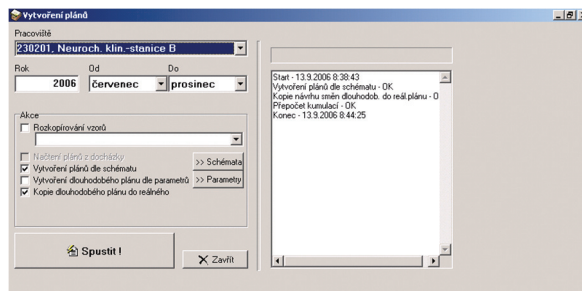 Vytvoření plánů
Pracoviště
230201, Neuroch. klin.-stanice B
Rok Od Do
2006 červenec prosinec
Akce
Rozkopírování vzorů
Načtení plánů z docházky
Vytvoření plánů dle schématu
>> Schémata
Vytvoření dlouhodobého plánu dle parametrů
>> Parametry
Kopie dlouhodobého plánu do reálného
Spustit !
Zavřít
Start - 13.9.2006 8:38:43
Vytvoření plánů dle schématu - OK
Kopie návrhu směn dlouhodob. do reál.plánu - O
Přepočet kumulací - OK
Konec - 13.9.2006 8:44:25